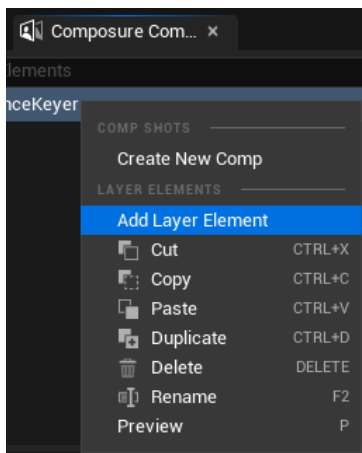 Composure Com... ×
lements
nceKeyer
COMP SHOTS
Create New Comp
LAYER ELEMENTS
Add Layer Element
Cut CTRL+X
Copy CTRL+C
Paste CTRL+V
Duplicate CTRL+D
Delete DELETE
Rename F2
Preview P